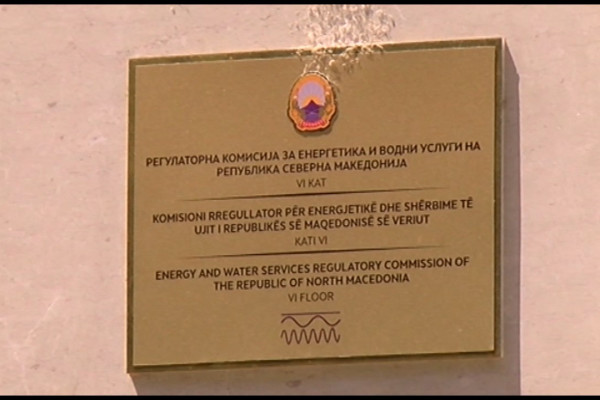 РЕГУЛАТОРНА КОМИСИЈА ЗА ЕНЕРГЕТИКА И ВОДНИ УСЛУГИ НА
РЕПУБЛИКА СЕВЕРНА МАКЕДОНИЈА
VI КАТ
KOMISIONI RREGULLATOR PËR ENERGJETIKË DHE SHËRBIME TË
UJIT I REPUBLIKËS SË MAQEDONISË SË VERIUT
KATI VI
ENERGY AND WATER SERVICES REGULATORY COMMISSION OF
THE REPUBLIC OF NORTH MACEDONIA
VI FLOOR